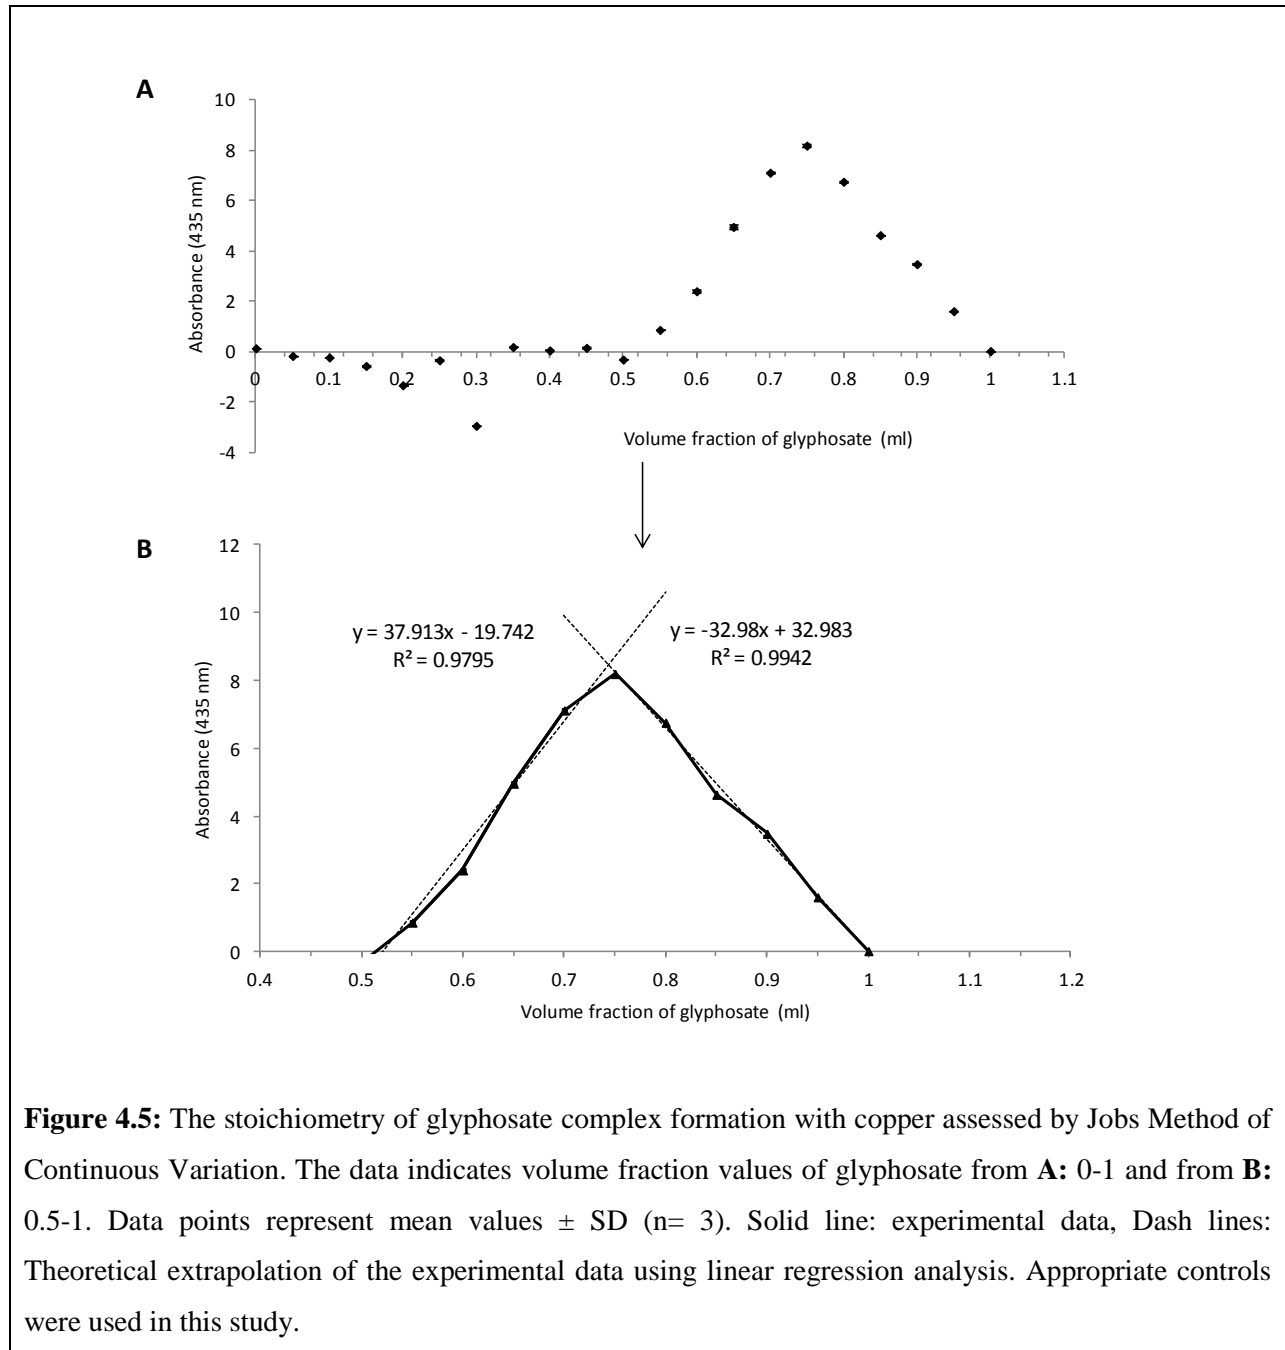 A
10
8
6
4
2
0
-2
-4
Absorbance (435 nm)
0 0.1 0.2 0.3 0.4 0.5 0.6 0.7 0.8 0.9 1 1.1
Volume fraction of glyphosate (ml)
B
12
10
8
6
4
2
0
Absorbance (435 nm)
y = 37.913x - 19.742
R² = 0.9795
y = -32.98x + 32.983
R² = 0.9942
0.4 0.5 0.6 0.7 0.8 0.9 1 1.1 1.2
Volume fraction of glyphosate (ml)
Figure 4.5: The stoichiometry of glyphosate complex formation with copper assessed by Jobs Method of
Continuous Variation. The data indicates volume fraction values of glyphosate from A: 0-1 and from B:
0.5-1. Data points represent mean values ± SD (n= 3). Solid line: experimental data, Dash lines:
Theoretical extrapolation of the experimental data using linear regression analysis. Appropriate controls
were used in this study.